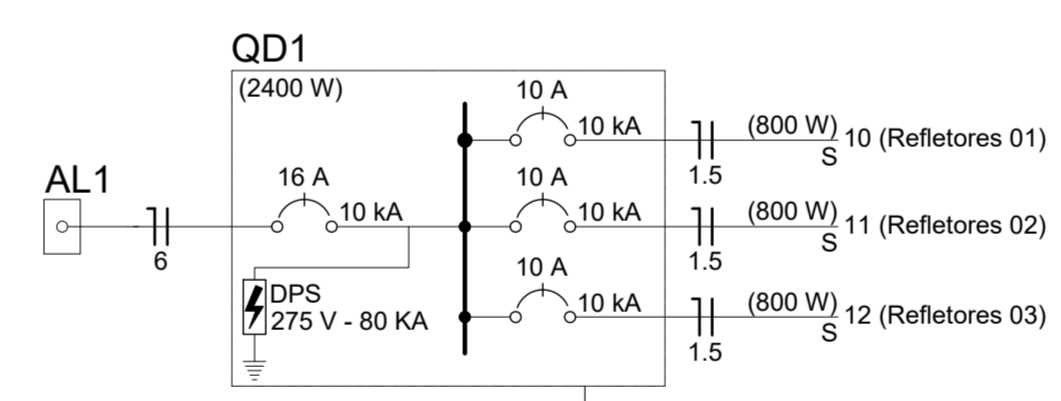 QD1
(2400 W)
AL1
6
16 A
10 kA
DPS
275 V - 80 KA
10 A
10 kA
1.5
(800 W)
S
10 (Refletores 01)
10 A
10 kA
1.5
(800 W)
S
11 (Refletores 02)
10 A
10 kA
1.5
(800 W)
S
12 (Refletores 03)